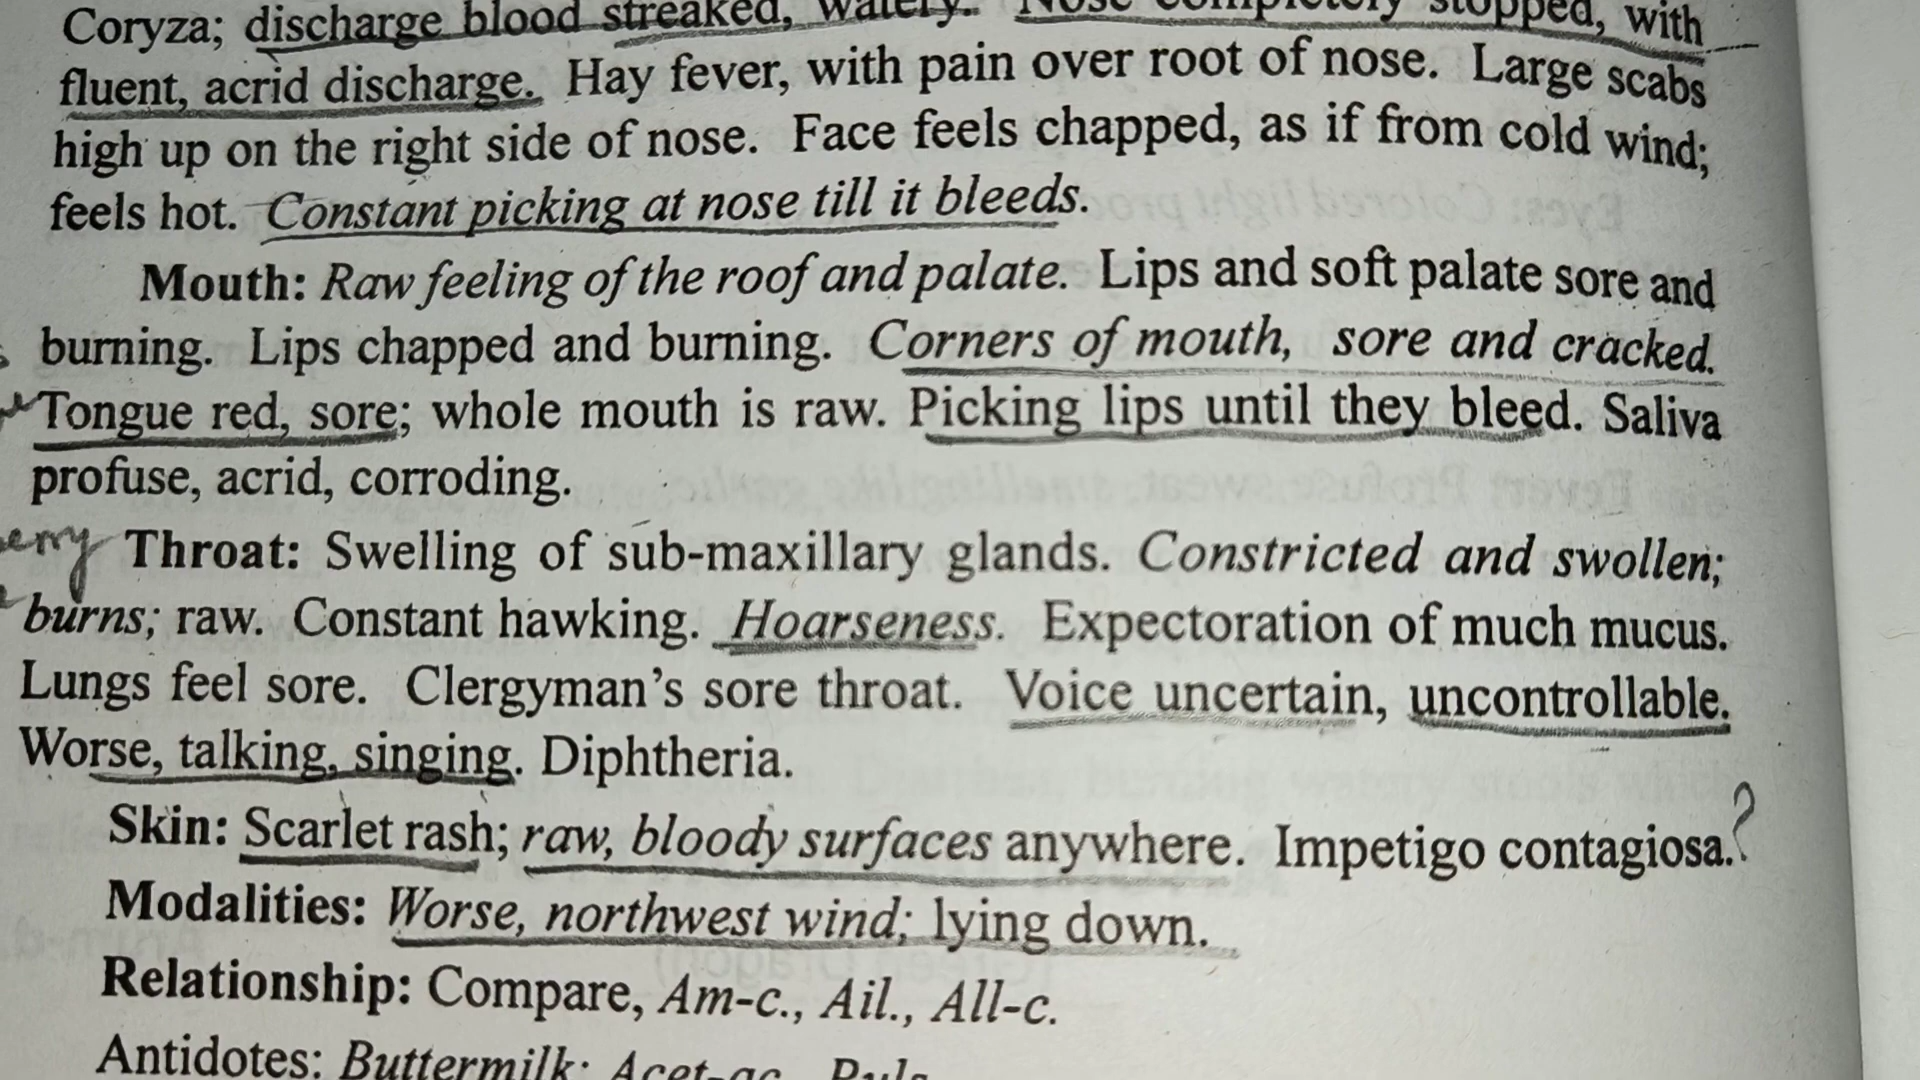 Coryza; discharge blood streaked, watery. Nose completely stopped, with
fluent, acrid discharge. Hay fever, with pain over root of nose. Large scabs
high up on the right side of nose. Face feels chapped, as if from cold wind;
feels hot. Constant picking at nose till it bleeds.
Mouth: Raw feeling of the roof and palate. Lips and soft palate sore and
burning. Lips chapped and burning. Corners of mouth, sore and cracked.
Tongue red, sore; whole mouth is raw. Picking lips until they bleed. Saliva
profuse, acrid, corroding.
Throat: Swelling of sub-maxillary glands. Constricted and swollen;
burns; raw. Constant hawking. Hoarseness. Expectoration of much mucus.
Lungs feel sore. Clergyman's sore throat. Voice uncertain, uncontrollable.
Worse, talking, singing. Diphtheria.
Skin: Scarlet rash; raw, bloody surfaces anywhere. Impetigo contagiosa.?
Modalities: Worse, northwest wind; lying down.
Relationship: Compare, Am-c., Ail., All-c.
Antidotes: Buttermilk; Acet-ac., Puls.